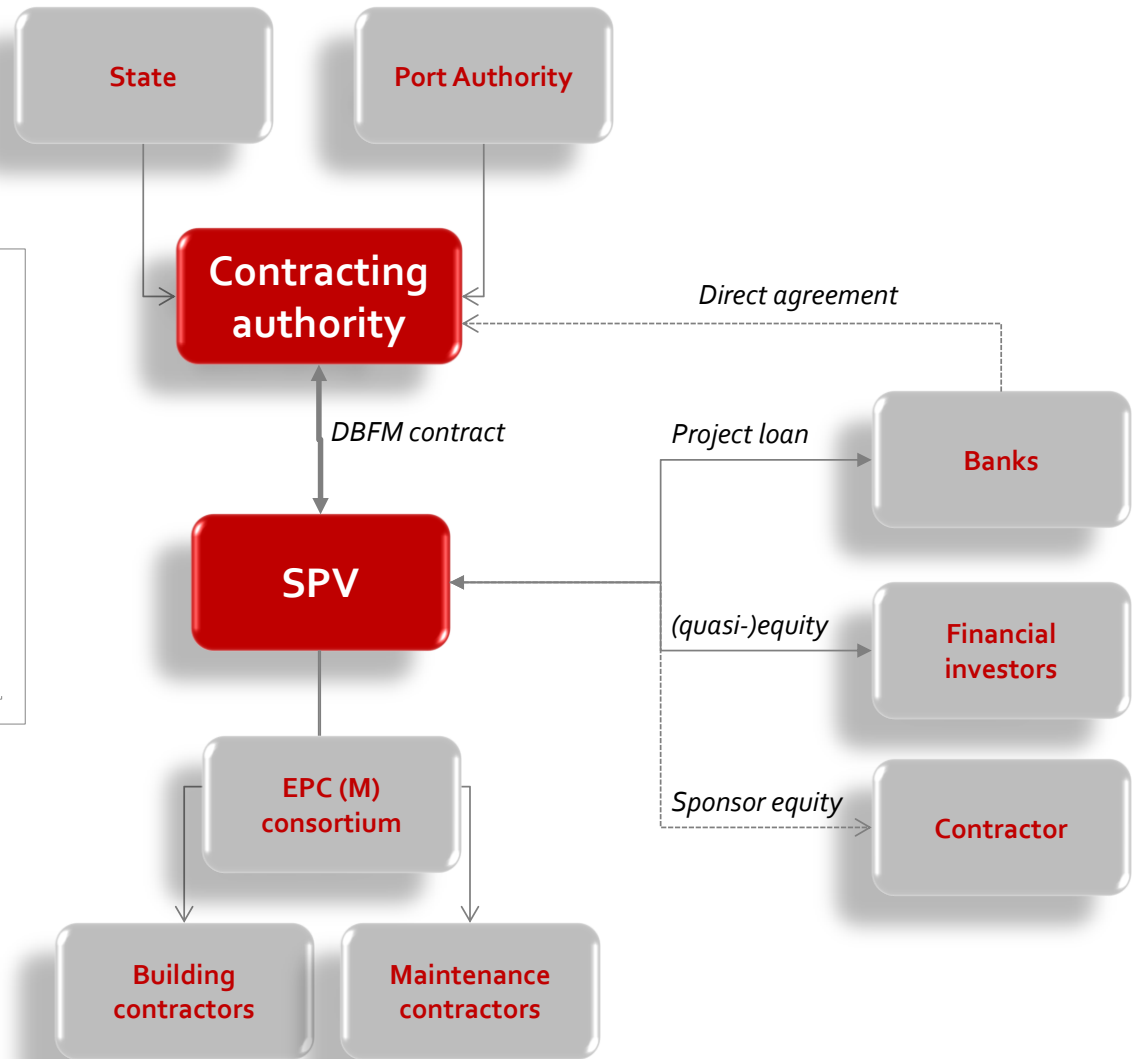 State
Port Authority
Contracting
authority
Direct agreement
DBFM contract
Project loan
Banks
SPV
(quasi-)equity
Financial
investors
EPC (M)
consortium
Sponsor equity
Contractor
Building
contractors
Maintenance
contractors